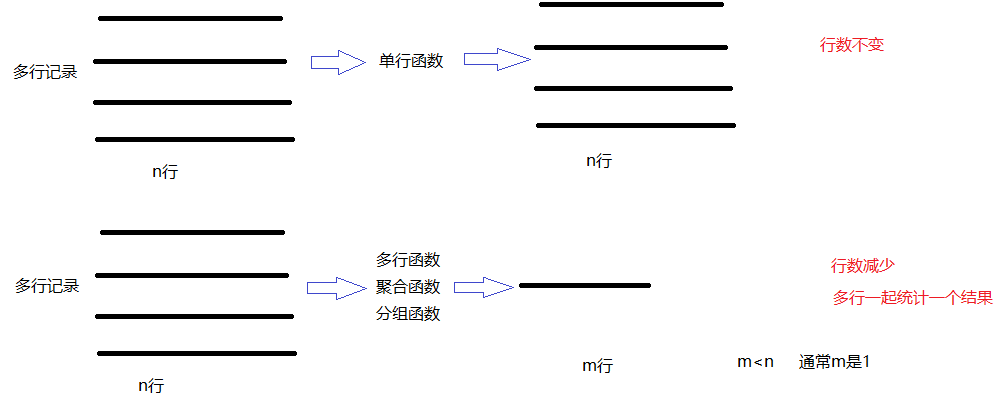 多行记录
单行函数
行数不变
n行
n行
多行记录
多行函数
聚合函数
分组函数
行数减少
多行一起统计一个结果
n行
m行
m<n 通常m是1